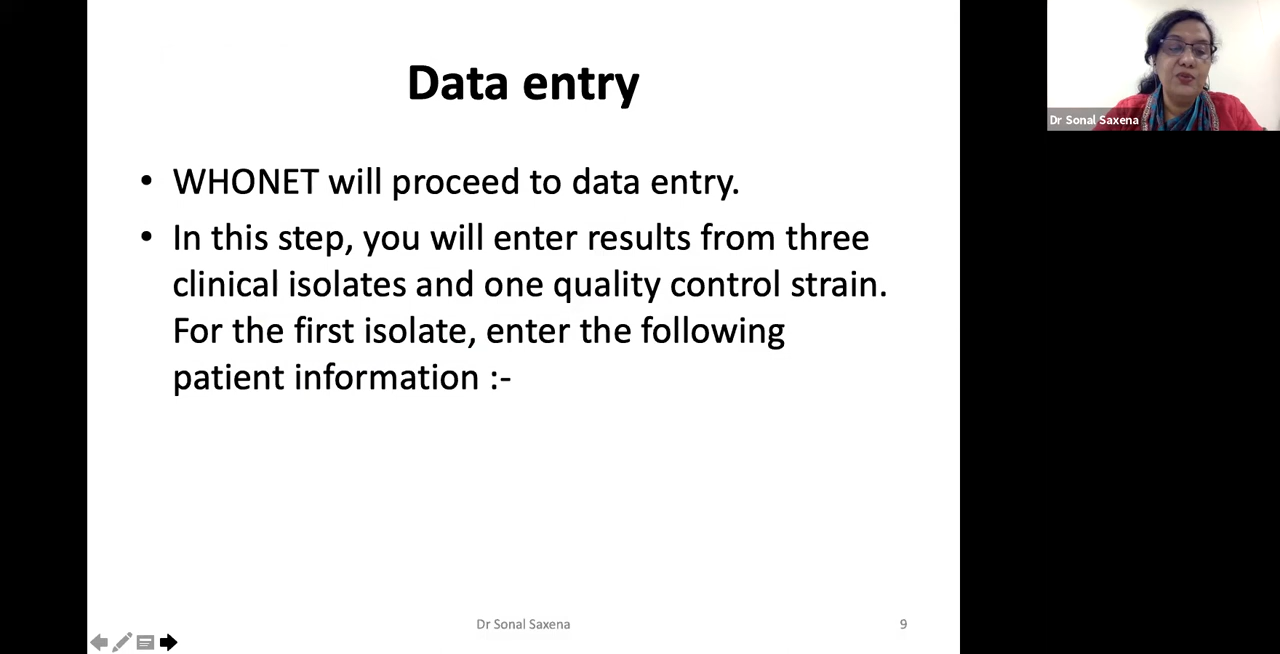 Data entry
• WHONET will proceed to data entry.
• In this step, you will enter results from three
clinical isolates and one quality control strain.
For the first isolate, enter the following
patient information :-
Dr Sonal Saxena
9
Dr Sonal Saxena